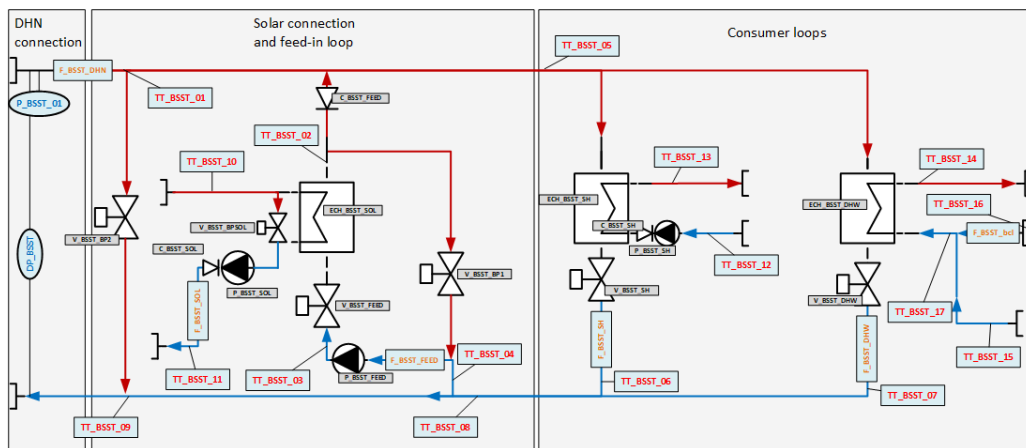 DHN
connection
Solar connection
and feed-in loop
Consumer loops
TT_BSST_05
F_BSST_DHN
P_BSST_01
TT_BSST_01
C_BSST_FEED
TT_BSST_02
TT_BSST_10
TT_BSST_13
TT_BSST_14
ECH_BSST_SH
ECH_BSST_DHW
TT_BSST_16
ECH_BSST_SOL
V_BSST_BPSOL
C_BSST_SH
F_BSST_bcl
V_BSST_BP2
C_BSST_SOL
P_BSST_SH
DP_BSST
TT_BSST_12
P_BSST_SOL
V_BSST_BP1
V_BSST_SH
V_BSST_DHW
TT_BSST_17
V_BSST_FEED
F_BSST_SOL
F_BSST_SH
F_BSST_DHW
TT_BSST_04
TT_BSST_15
F_BSST_FEED
TT_BSST_11
TT_BSST_03
P_BSST_FEED
TT_BSST_06
TT_BSST_07
TT_BSST_09
TT_BSST_08